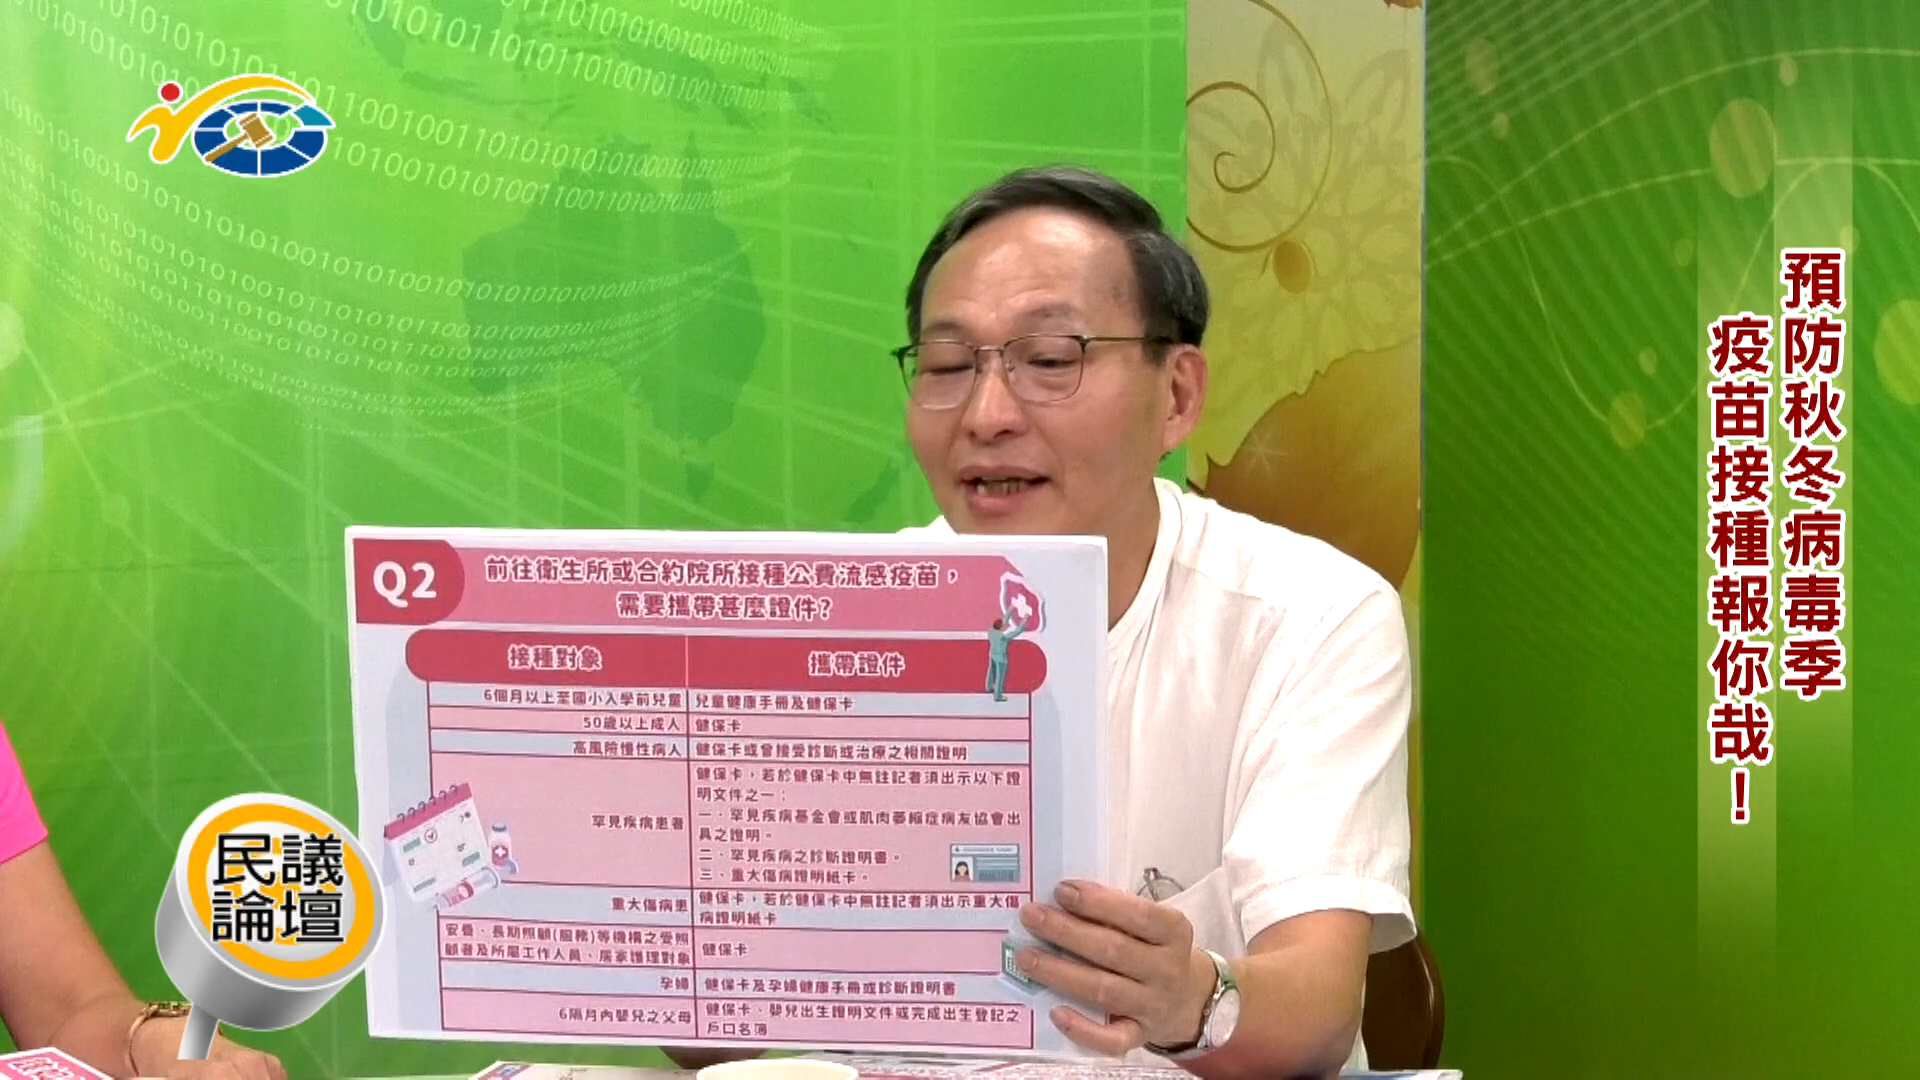 預防秋冬病毒季
疫苗接種報你哉！
Q2
前往衛生所或合約院所接種公費流感疫苗，
需要攜帶甚麼證件？
接種對象 攜帶證件
6個月以上至國小入學前兒童 兒童健康手冊及健保卡
50歲以上成人 健保卡
高風險慢性病人 健保卡或曾接受診斷或治療之相關證明
罕見疾病患者 健保卡，若於健保卡中無註記者須出示以下證
明文件之一：
一、罕見疾病基金會或肌肉萎縮症病友協會出
具之證明。
二、罕見疾病之診斷證明書。
三、重大傷病證明紙卡。
重大傷病患 健保卡，若於健保卡中無註記者須出示重大傷
病證明紙卡
安養、長期照顧(服務)等機構之受照
顧者及所屬工作人員、居家護理對象 健保卡
孕婦 健保卡及孕婦健康手冊或診斷證明書
6個月內嬰兒之父母 健保卡、嬰兒出生證明文件或完成出生登記之
戶口名簿
民議
論壇